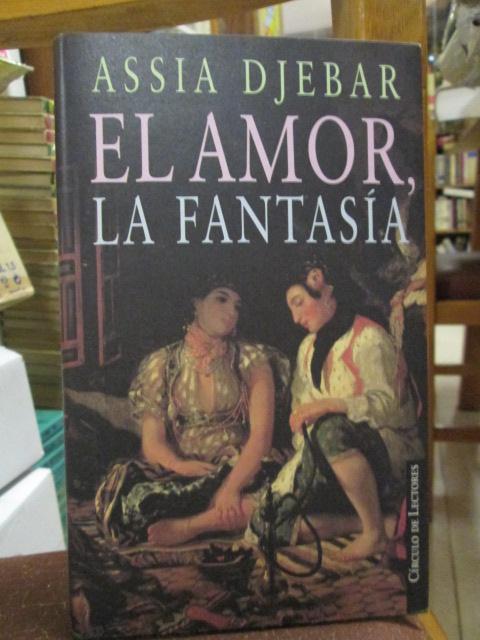 ASSIA DJEBAR
EL AMOR,
LA FANTASÍA
CÍRCULO DE LECTORES